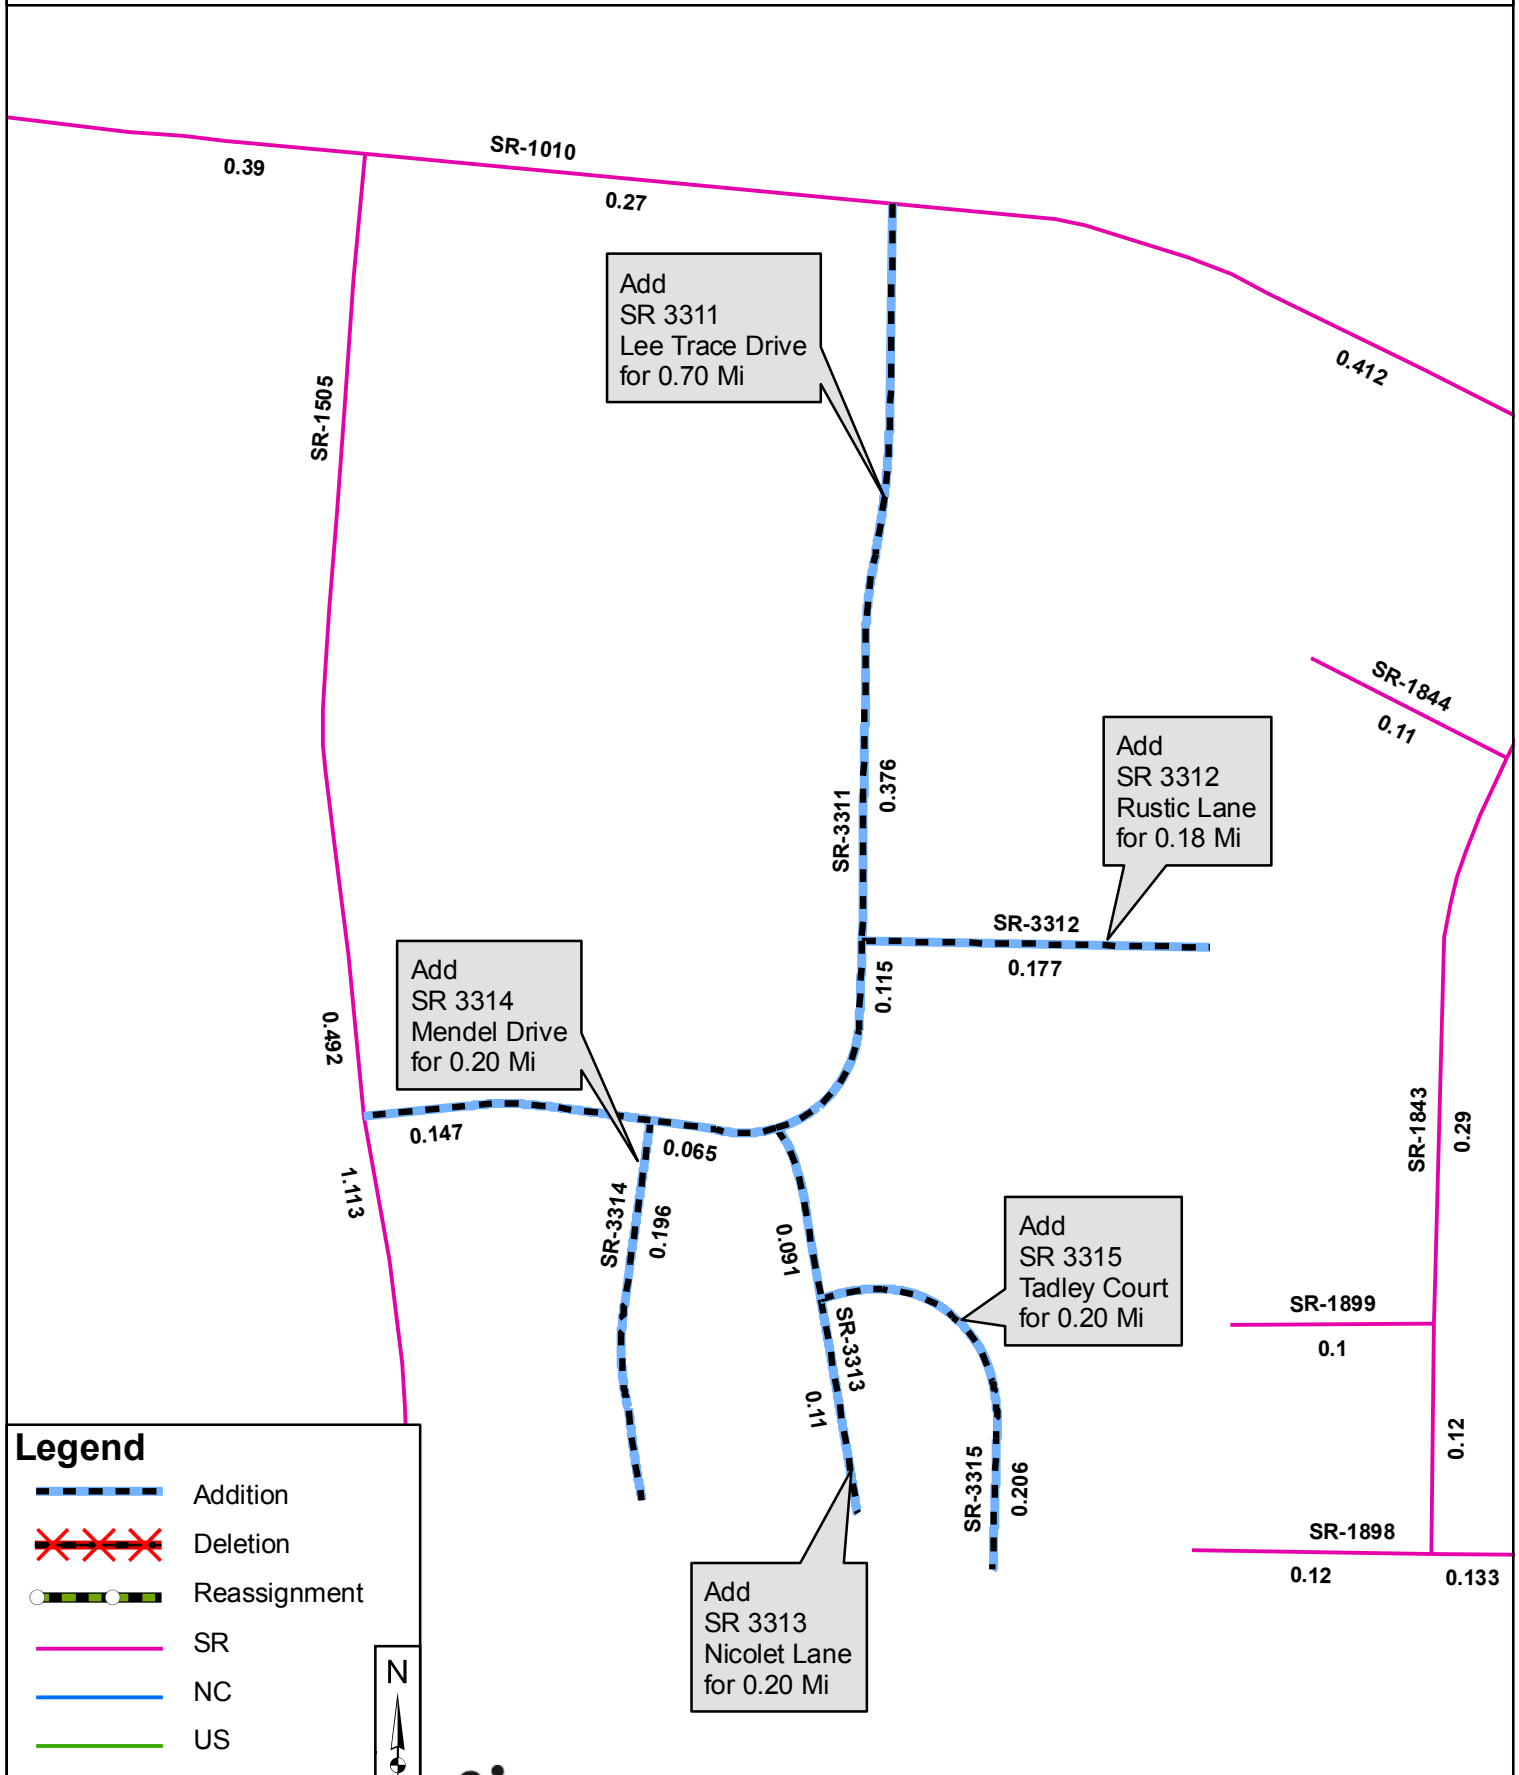 SR-1010
0.39
0.27
0.412
SR-1505
Add
SR 3311
Lee Trace Drive
for 0.70 Mi
SR-1844
0.11
Add
SR 3312
Rustic Lane
for 0.18 Mi
SR-3311
0.376
SR-3312
0.177
0.115
Add
SR 3314
Mendel Drive
for 0.20 Mi
0.492
0.147
0.065
1.113
SR-3314
0.196
0.091
SR-1843
0.29
Add
SR 3315
Tadley Court
for 0.20 Mi
SR-1899
0.1
SR-3313
0.11
SR-3315
0.206
0.12
SR-1898
0.12
0.133
Add
SR 3313
Nicolet Lane
for 0.20 Mi
Legend
Addition
Deletion
Reassignment
SR
NC
US
N